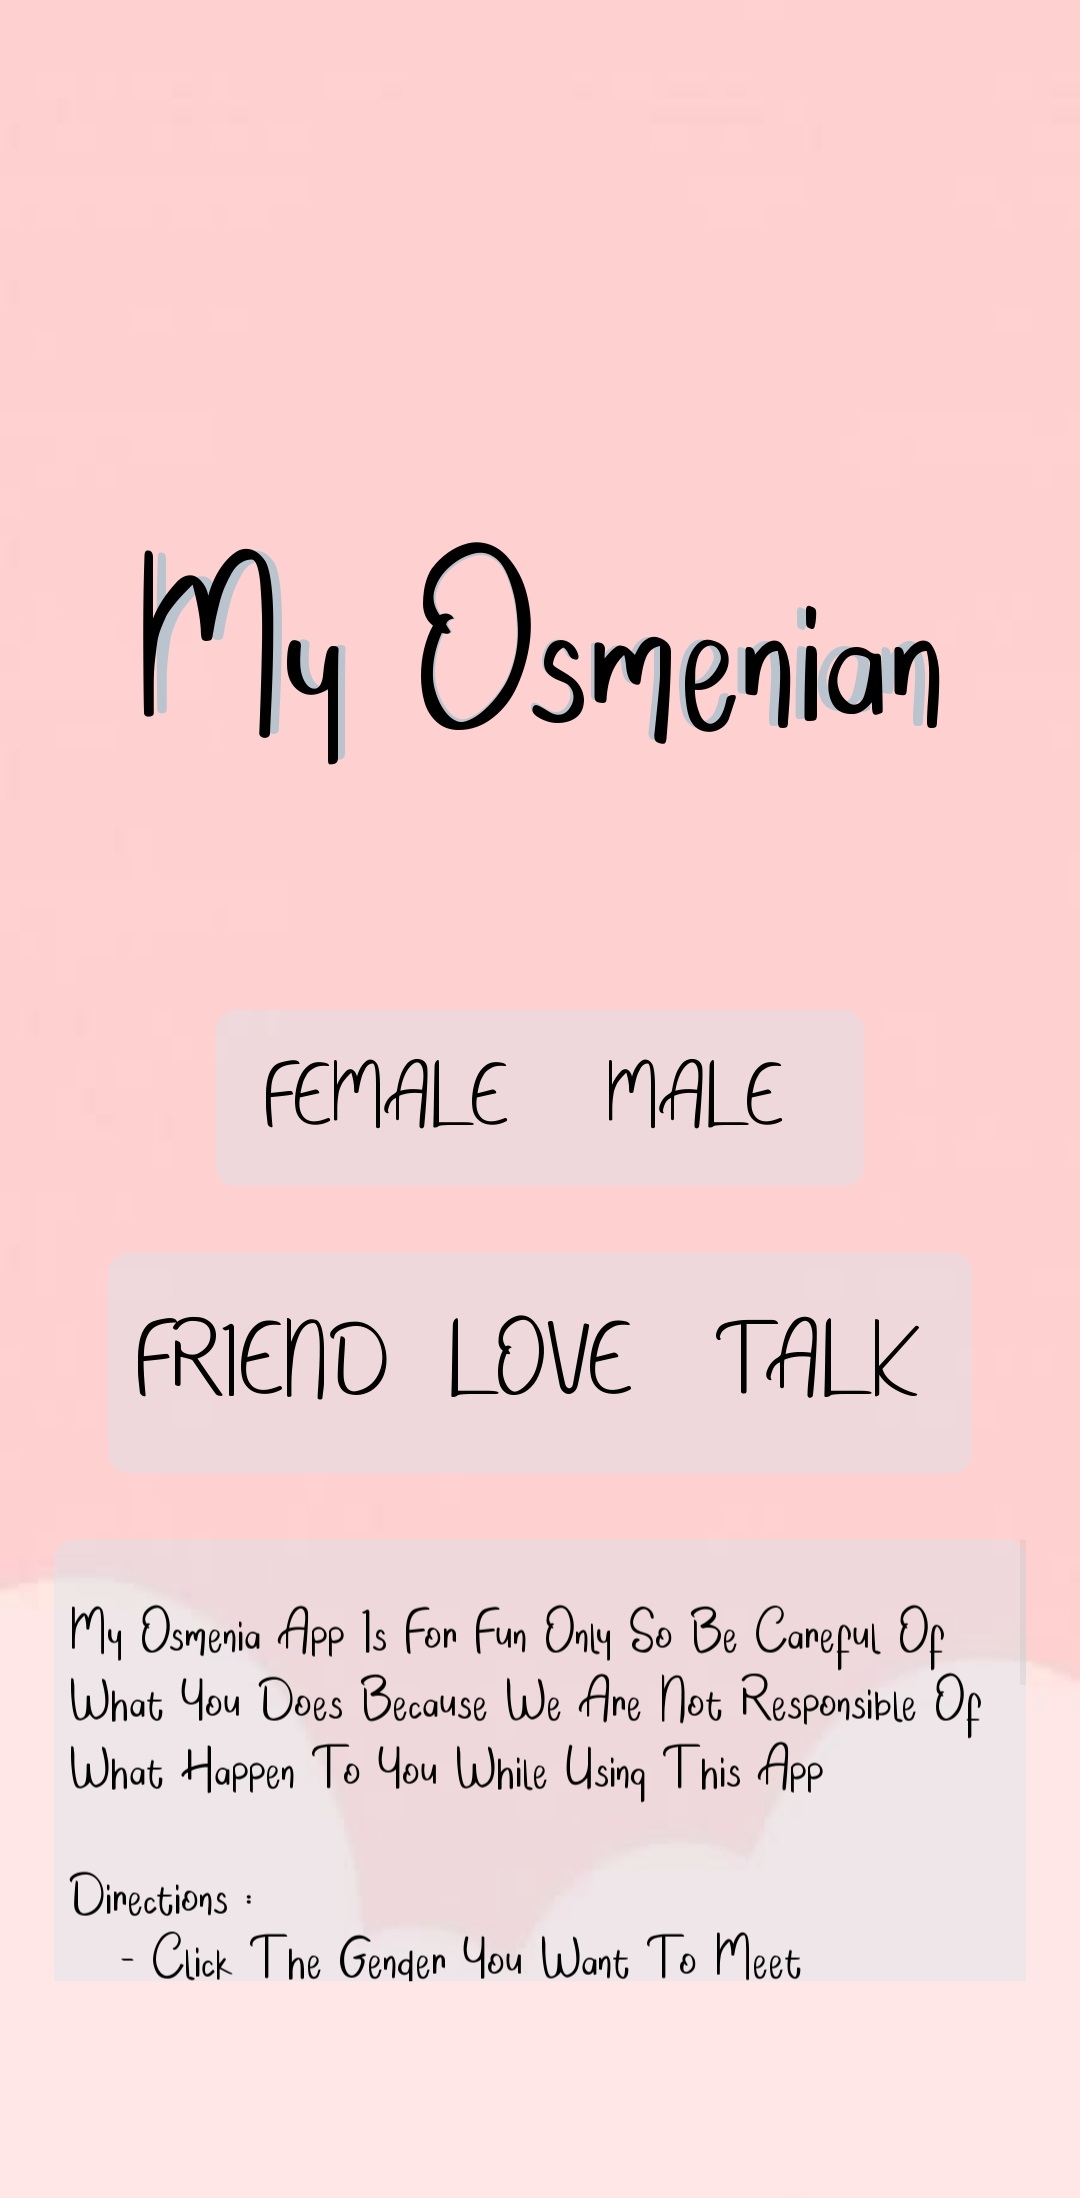 My Osmenian
FEMALE MALE
FRIEND LOVE TALK
My Osmenia App Is For Fun Only So Be Careful Of
What You Does Because We Are Not Responsible Of
What Happen To You While Using This App
Directions :
- Click The Gender You Want To Meet